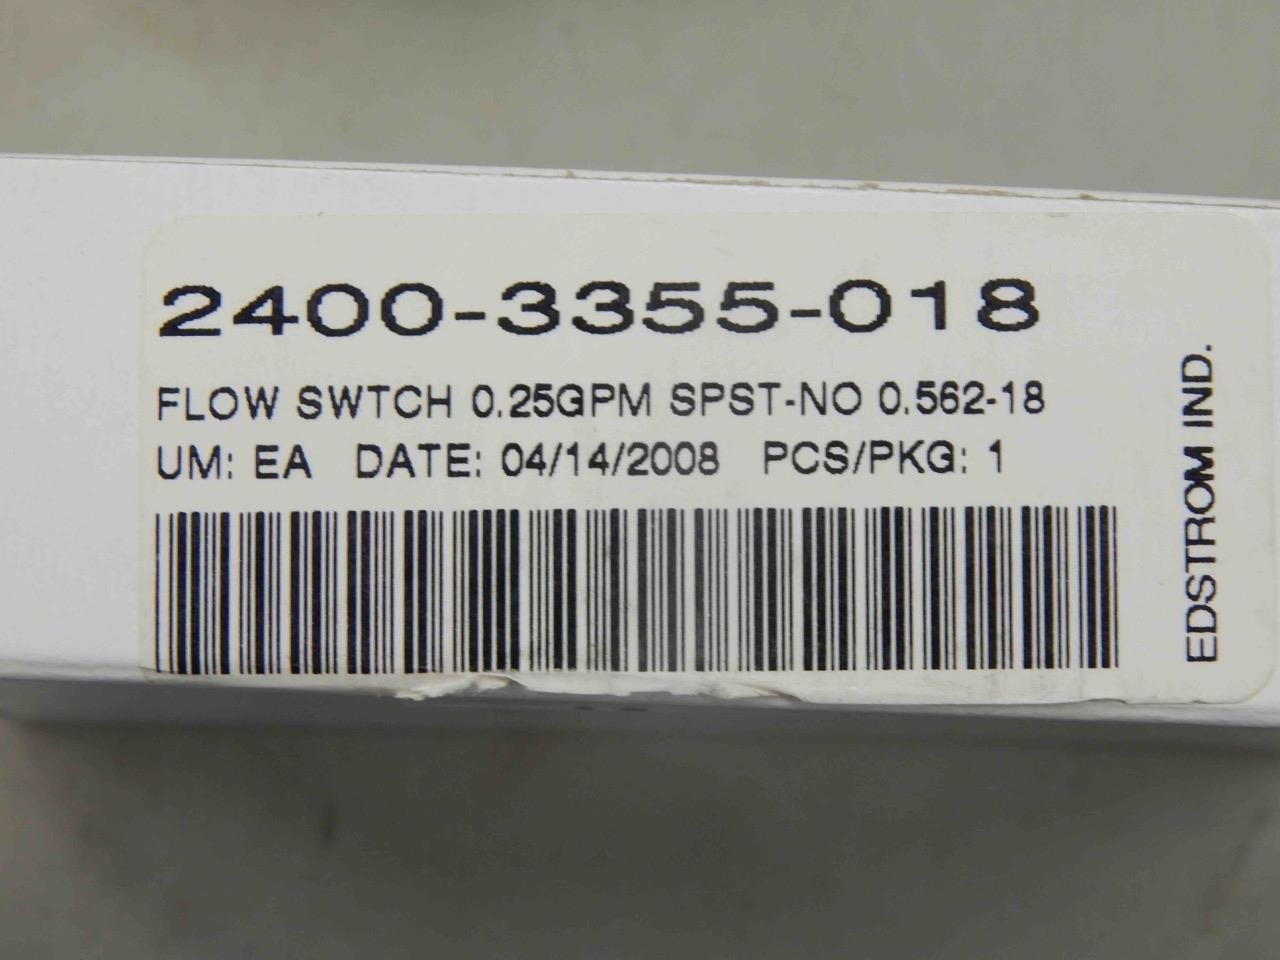 2400-3355-018
FLOW SWTCH 0.25GPM SPST-NO 0.562-18
UM: EA DATE: 04/14/2008 PCS/PKG: 1
EDSTROM IND.